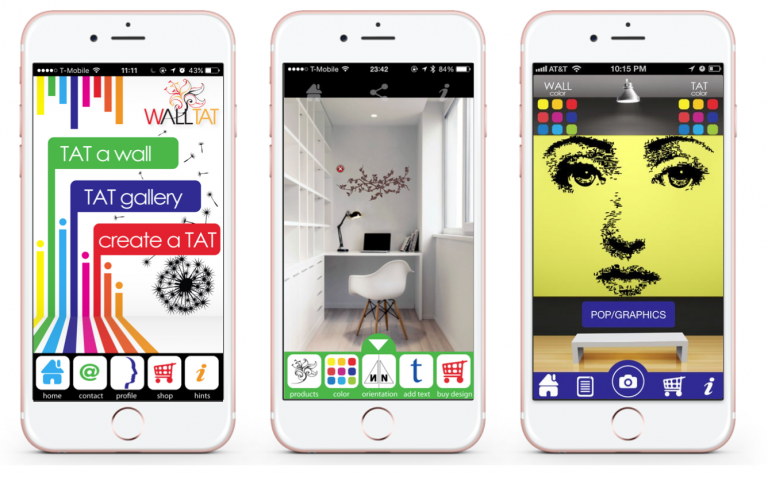 T-Mobile 11:11 43%
WALLTAT
TAT a wall
TAT gallery
create a TAT
@
i
home contact profile shop hints
T-Mobile 23:42 84%
i
t
products color orientation add text buy design
AT&T 10:15 PM
WALL
color
TAT
color
POP/GRAPHICS
i